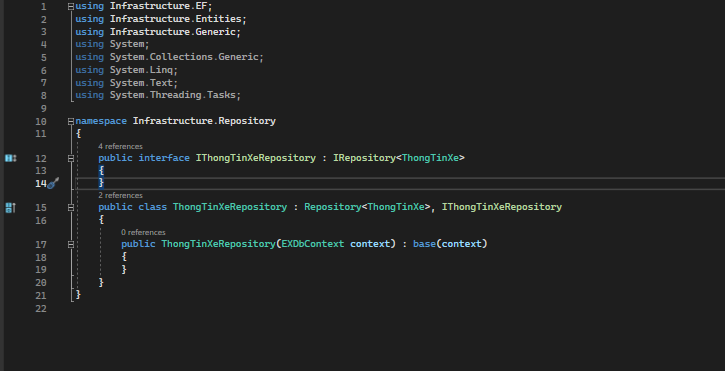 1 using Infrastructure.EF;
2 using Infrastructure.Entities;
3 using Infrastructure.Generic;
4 using System;
5 using System.Collections.Generic;
6 using System.Linq;
7 using System.Text;
8 using System.Threading.Tasks;
9
10 namespace Infrastructure.Repository
11 {
4 references
12 public interface IThongTinXeRepository : IRepository<ThongTinXe>
13 {
14 }
2 references
15 public class ThongTinXeRepository : Repository<ThongTinXe>, IThongTinXeRepository
16 {
0 references
17 public ThongTinXeRepository(EXDbContext context) : base(context)
18 {
19 }
20 }
21 }
22